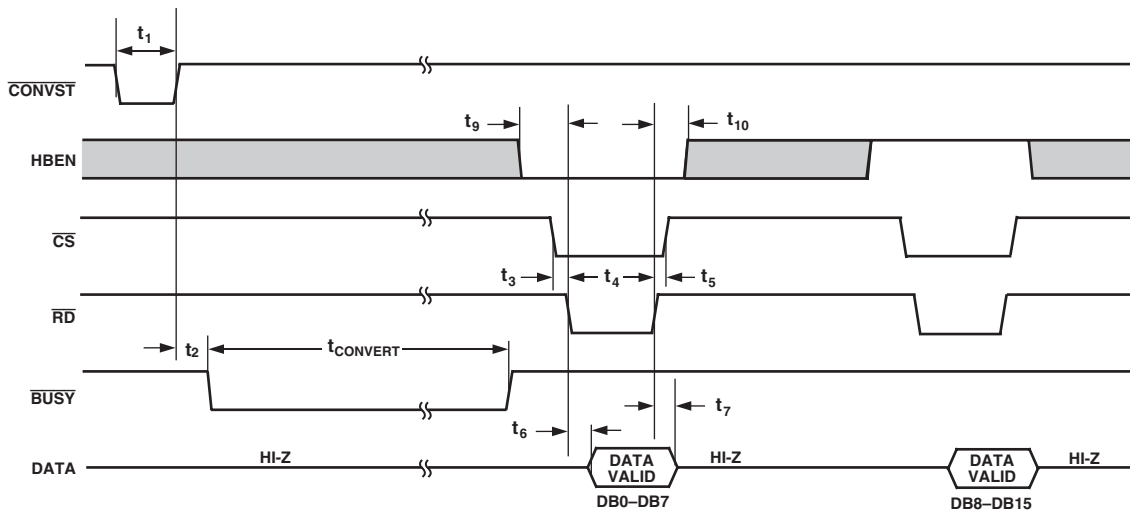 t1
CONVST
t9
t10
HBEN
CS
t3
t4
t5
RD
t2
tCONVERT
BUSY
t7
t6
DATA
HI-Z
DATA
VALID
HI-Z
DATA
VALID
HI-Z
DB0–DB7
DB8–DB15